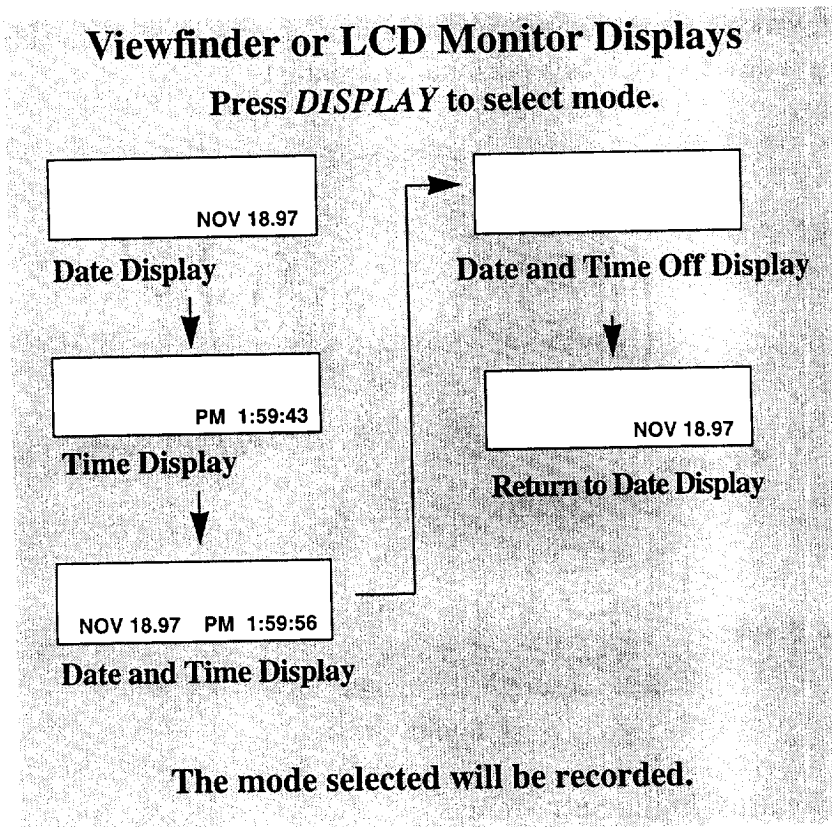 Viewfinder or LCD Monitor Displays
Press DISPLAY to select mode.
NOV 18.97
Date Display
PM 1:59:43
Time Display
NOV 18.97 PM 1:59:56
Date and Time Display
Date and Time Off Display
NOV 18.97
Return to Date Display
The mode selected will be recorded.